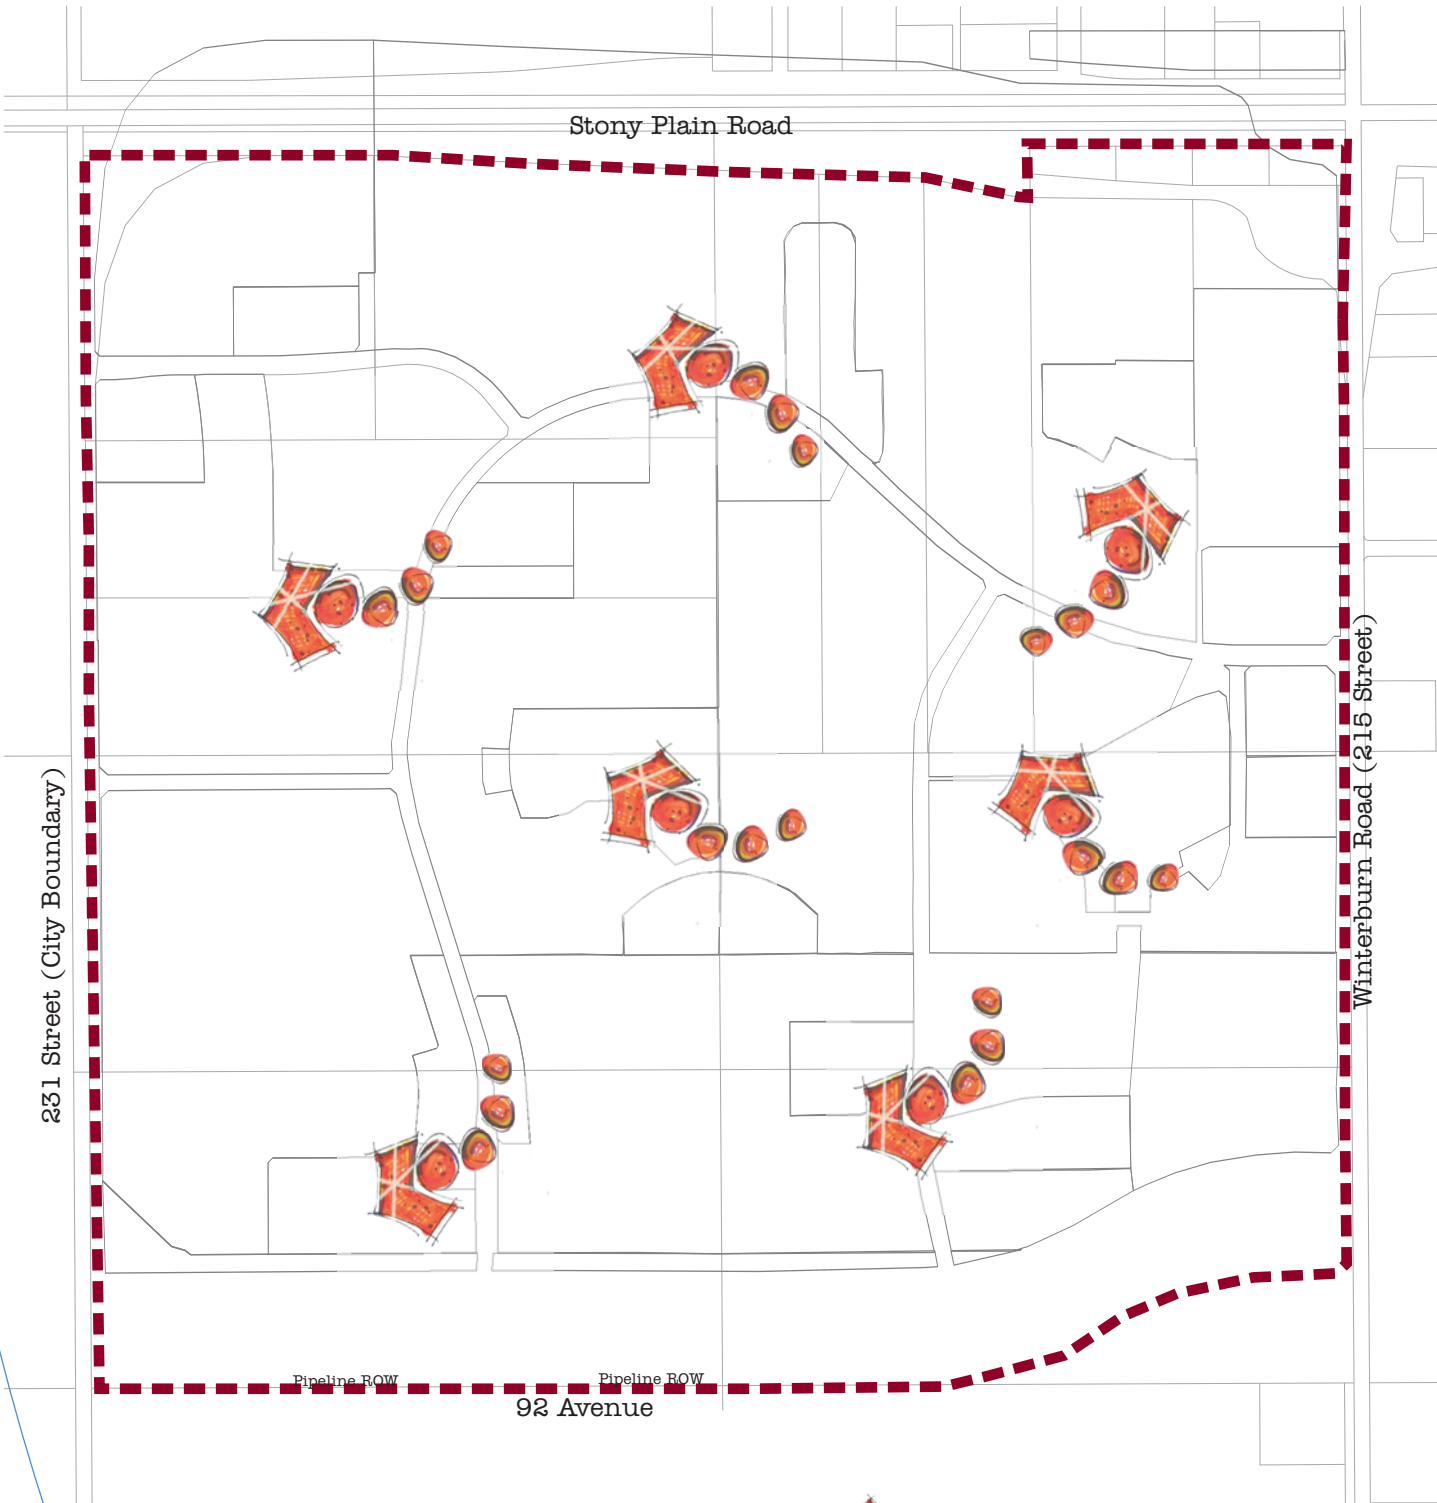 Stony Plain Road
231 Street (City Boundary)
Winterburn Road (215 Street)
Pipeline ROW
Pipeline ROW
92 Avenue